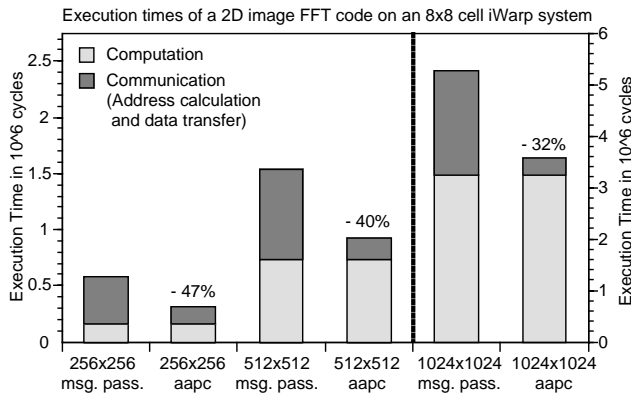 Execution times of a 2D image FFT code on an 8x8 cell iWarp system
Execution Time in 10^6 cycles
2.5
2
1.5
1
0.5
0
Computation
Communication
(Address calculation
and data transfer)
- 47%
- 40%
- 32%
6
5
4
3
2
1
0
Execution Time in 10^6 cycles
256x256 256x256 512x512 512x512 1024x1024 1024x1024
msg. pass. aapc msg. pass. aapc msg. pass. aapc